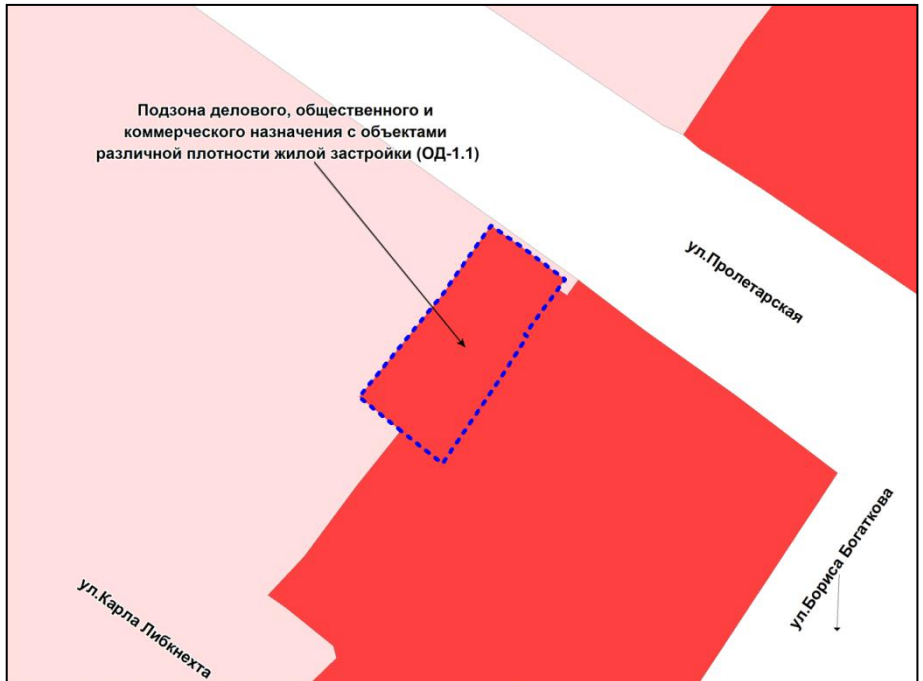 Подзона делового, общественного и
коммерческого назначения с объектами
различной плотности жилой застройки (ОД-1.1)
ул.Пролетарская
ул.Бориса Богаткова
ул.Карла Либкнехта